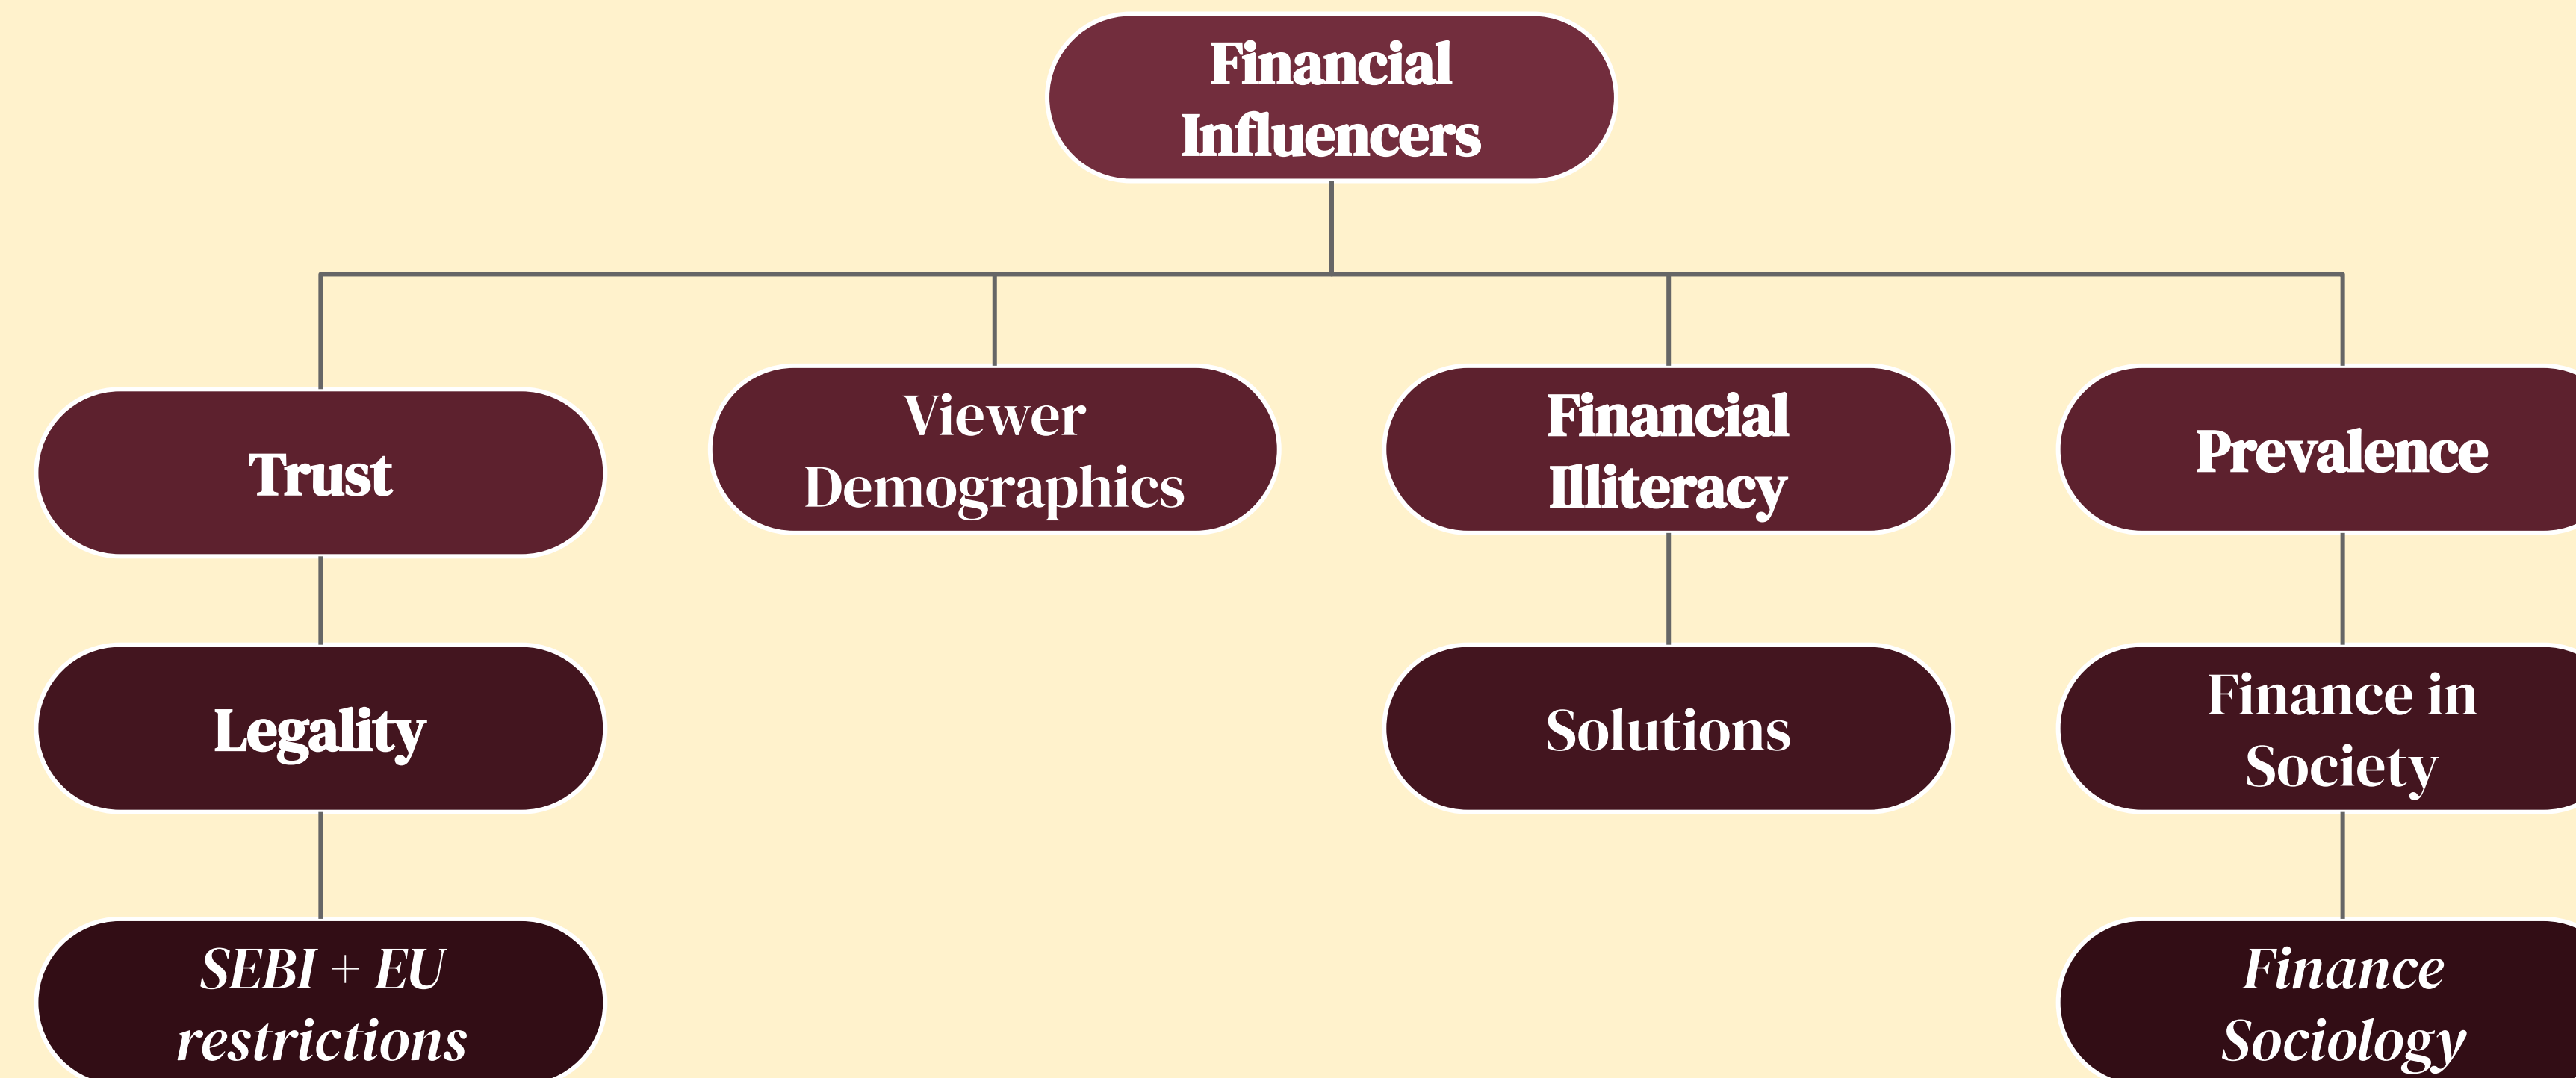 Financial
Influencers
Trust
Viewer
Demographics
Financial
Illiteracy
Prevalence
Legality
Solutions
Finance in
Society
SEBI + EU
restrictions
Finance
Sociology